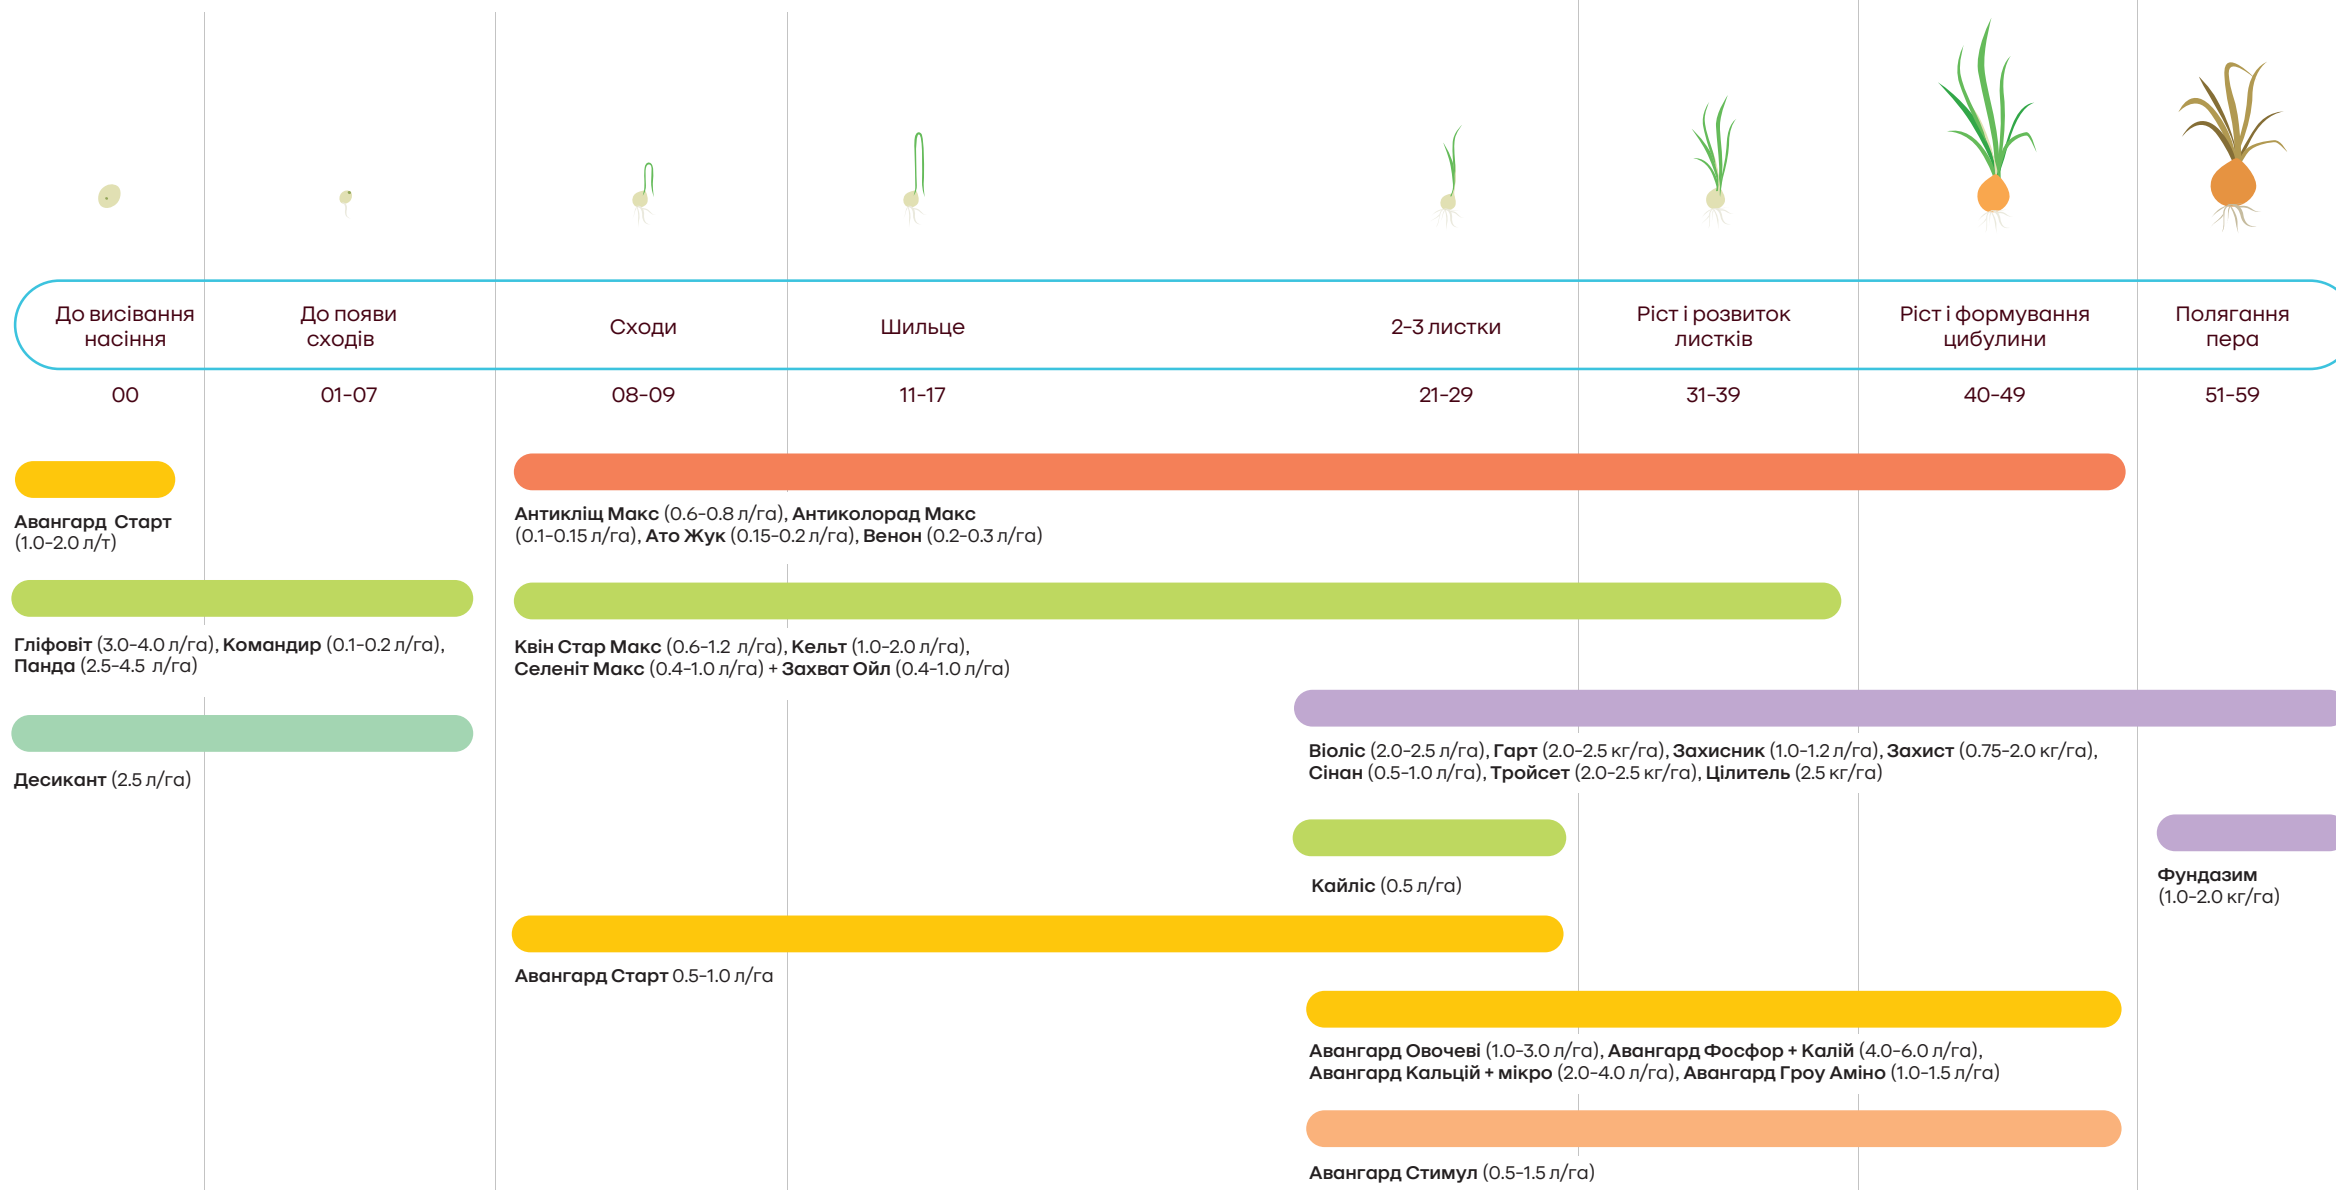 До висівання
насіння
До появи
сходів
Сходи
Шильце
2-3 листки
Ріст і розвиток
листків
Ріст і формування
цибулини
Полягання
пера
00
01-07
08-09
11-17
21-29
31-39
40-49
51-59
Авангард Старт
(1.0-2.0 л/т)
Антикліщ Макс (0.6-0.8 л/га), Антиколорад Макс
(0.1-0.15 л/га), Ато Жук (0.15-0.2 л/га), Венон (0.2-0.3 л/га)
Гліфовіт (3.0-4.0 л/га), Командир (0.1-0.2 л/га),
Панда (2.5-4.5 л/га)
Квін Стар Макс (0.6-1.2 л/га), Кельт (1.0-2.0 л/га),
Селеніт Макс (0.4-1.0 л/га) + Захват Ойл (0.4-1.0 л/га)
Десикант (2.5 л/га)
Віоліс (2.0-2.5 л/га), Гарт (2.0-2.5 кг/га), Захисник (1.0-1.2 л/га), Захист (0.75-2.0 кг/га),
Сінан (0.5-1.0 л/га), Тройсет (2.0-2.5 кг/га), Цілитель (2.5 кг/га)
Кайліс (0.5 л/га)
Фундазим
(1.0-2.0 кг/га)
Авангард Старт 0.5-1.0 л/га
Авангард Овочеві (1.0-3.0 л/га), Авангард Фосфор + Калій (4.0-6.0 л/га),
Авангард Кальцій + мікро (2.0-4.0 л/га), Авангард Гроу Аміно (1.0-1.5 л/га)
Авангард Стимул (0.5-1.5 л/га)